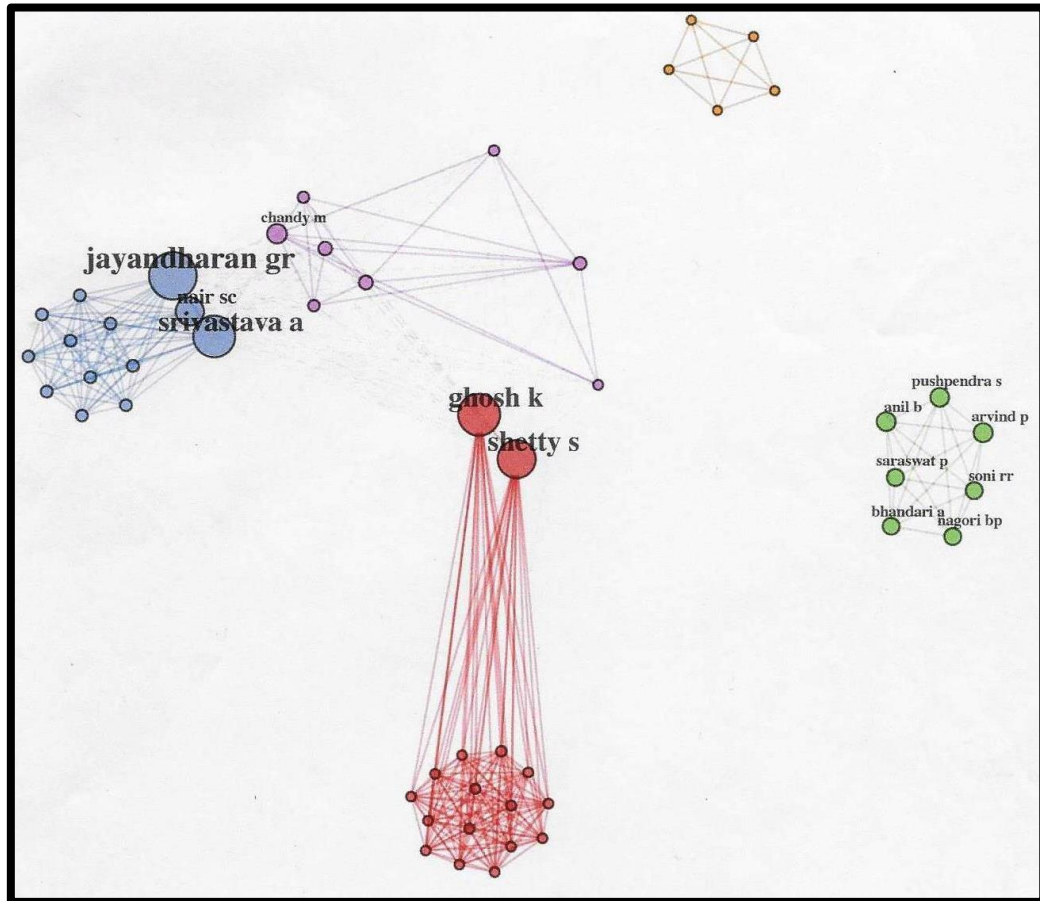 chandy m
jayandharan gr
nair sc
srivastava a
ghosh k
shetty s
pushpendra s
anil b
arvind p
saraswat p
soni rr
bhandari a
nagori bp